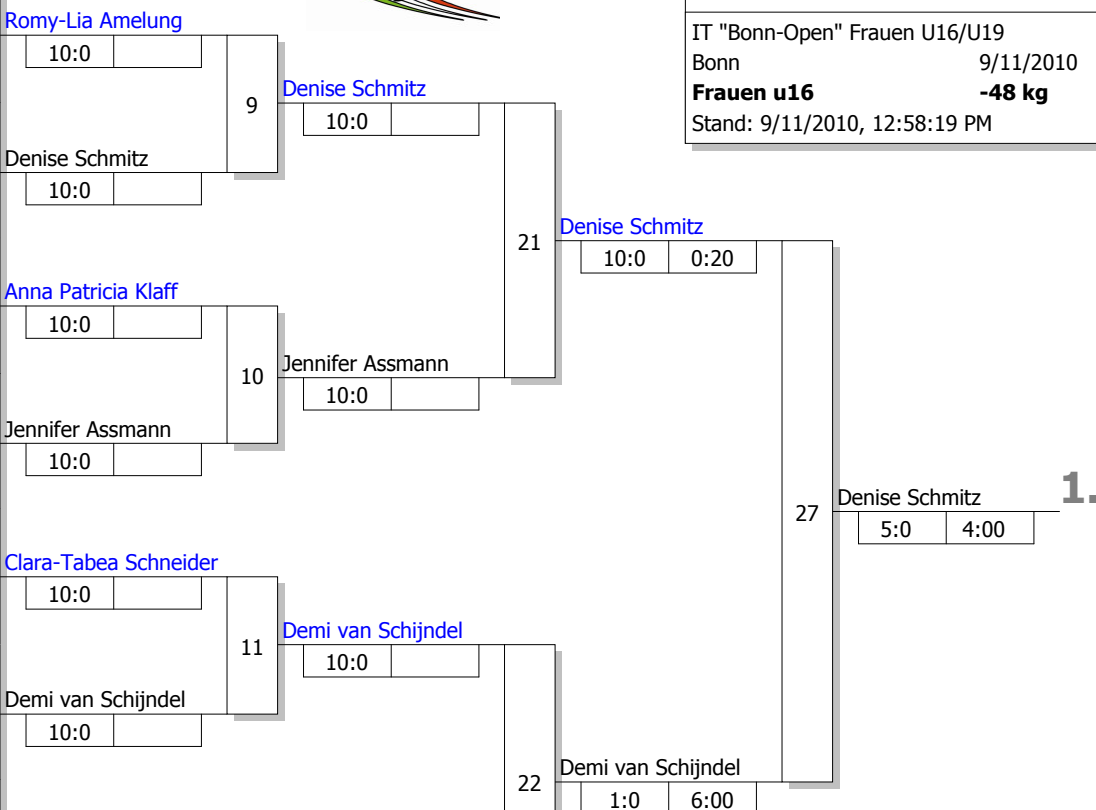 Romy-Lia Amelung
10:0
9
Denise Schmitz
10:0
Denise Schmitz
10:0
IT "Bonn-Open" Frauen U16/U19
Bonn 9/11/2010
Frauen u16 -48 kg
Stand: 9/11/2010, 12:58:19 PM
21
Denise Schmitz
10:0 0:20
Anna Patricia Klaff
10:0
10
Jennifer Assmann
10:0
Jennifer Assmann
10:0
27
Denise Schmitz 1.
5:0 4:00
Clara-Tabea Schneider
10:0
11
Demi van Schijndel
10:0
Demi van Schijndel
10:0
22
Demi van Schijndel
1:0 6:00